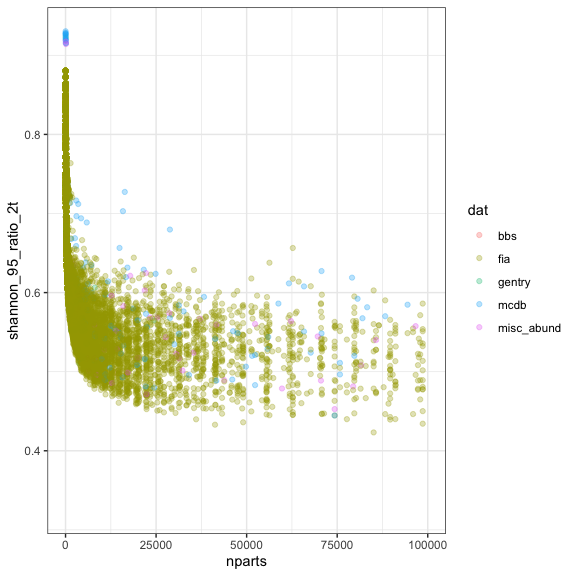 shannon_95_ratio_2t
0.8
0.6
0.4
0
25000
50000
75000
100000
nparts
dat
bbs
fia
gentry
mcdb
misc_abund